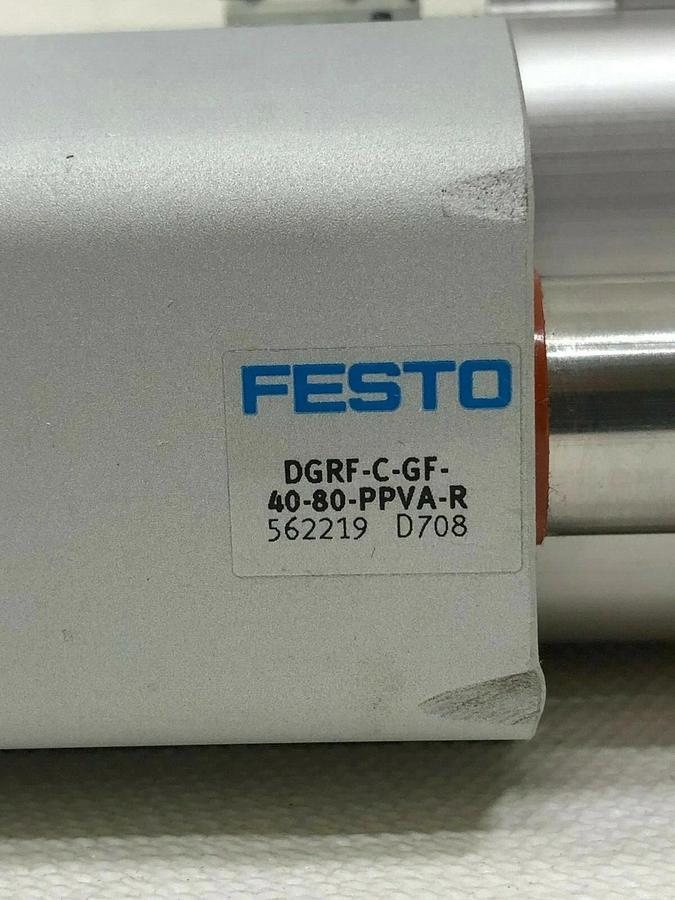 FESTO
DGRF-C-GF-
40-80-PPVA-R
562219 D708